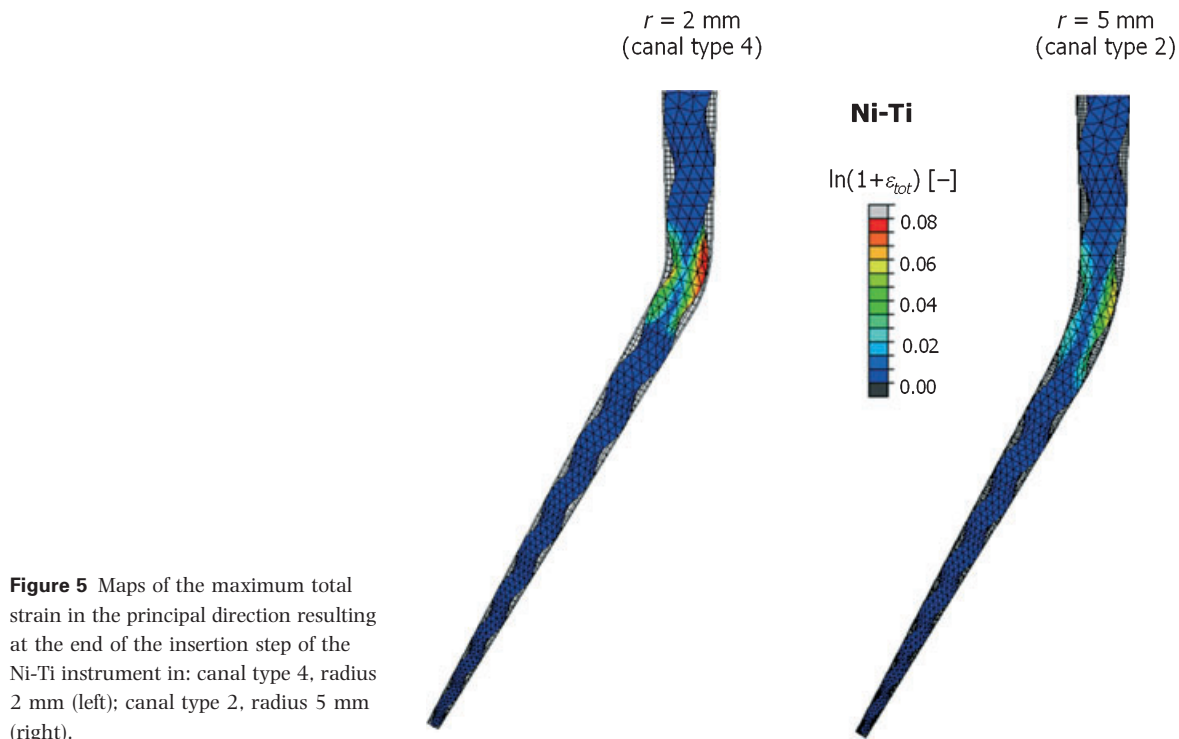 r = 2 mm
(canal type 4)
r = 5 mm
(canal type 2)
Ni-Ti
ln(1+εtot) [−]
0.08
0.06
0.04
0.02
0.00
Figure 5 Maps of the maximum total
strain in the principal direction resulting
at the end of the insertion step of the
Ni-Ti instrument in: canal type 4, radius
2 mm (left); canal type 2, radius 5 mm
(right).